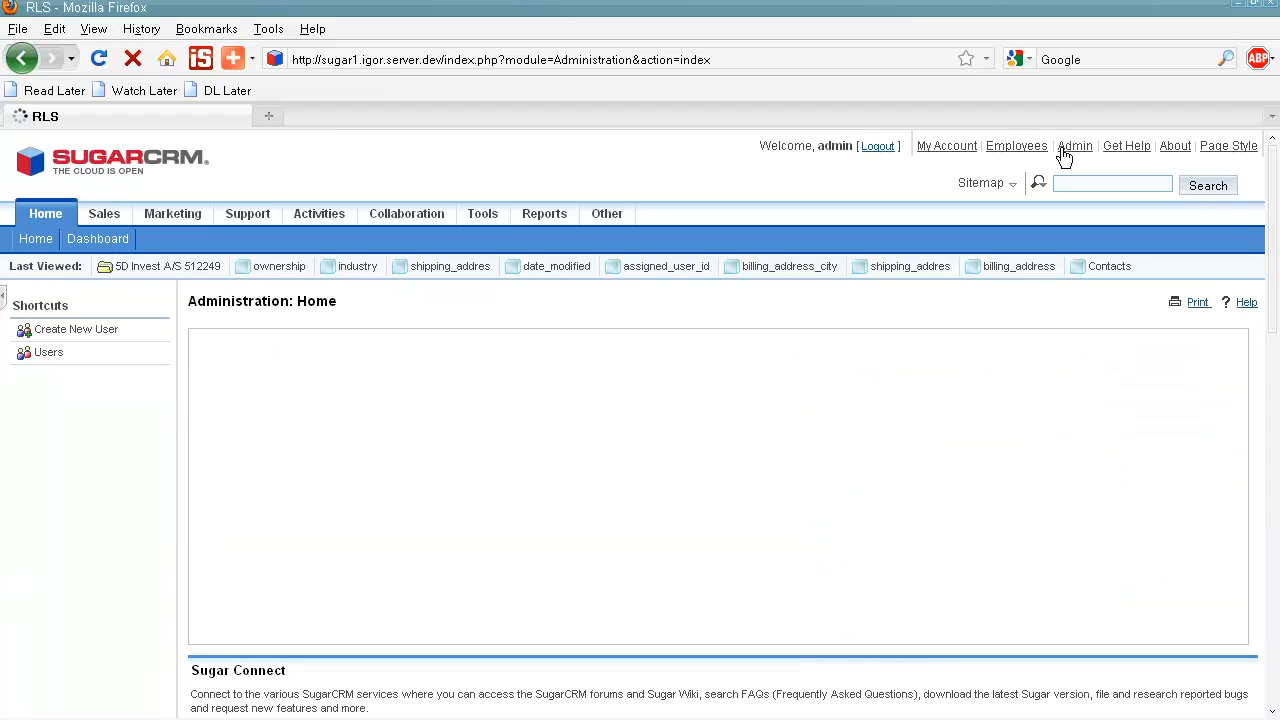 RLS - Mozilla Firefox
File Edit View History Bookmarks Tools Help
iS http://sugar1.igor.server.dev/index.php?module=Administration&action=index Google ABP
Read Later Watch Later DL Later
RLS
SUGARCRM.
THE CLOUD IS OPEN
Welcome, admin [ Logout ] My Account | Employees | Admin | Get Help | About | Page Style
Sitemap Search
Home Sales Marketing Support Activities Collaboration Tools Reports Other
Home Dashboard
Last Viewed: 5D Invest A/S 512249 ownership industry shipping_addres date_modified assigned_user_id billing_address_city shipping_addres billing_address Contacts
Shortcuts
Create New User
Users
Administration: Home
Print ? Help
Sugar Connect
Connect to the various SugarCRM services where you can access the SugarCRM forums and Sugar Wiki, search FAQs (Frequently Asked Questions), download the latest Sugar version, file and research reported bugs
and request new features and more.